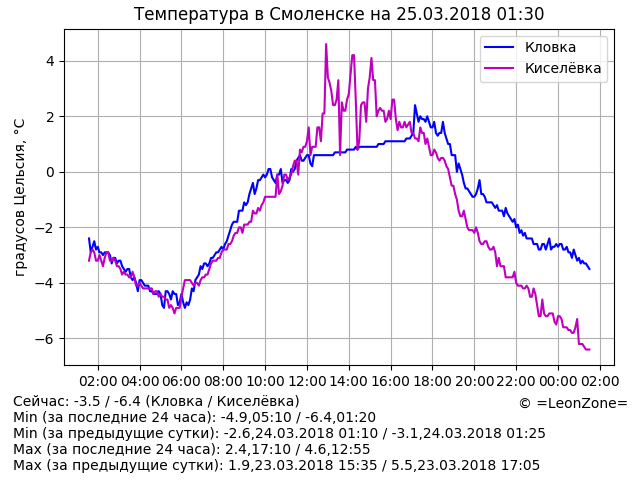 Температура в Смоленске на 25.03.2018 01:30
Кловка
Киселёвка
градусов Цельсия, °C
4
2
0
−2
−4
−6
02:00 04:00 06:00 08:00 10:00 12:00 14:00 16:00 18:00 20:00 22:00 00:00 02:00
Сейчас: -3.5 / -6.4 (Кловка / Киселёвка)
© =LeonZone=
Min (за последние 24 часа): -4.9,05:10 / -6.4,01:20
Min (за предыдущие сутки): -2.6,24.03.2018 01:10 / -3.1,24.03.2018 01:25
Max (за последние 24 часа): 2.4,17:10 / 4.6,12:55
Max (за предыдущие сутки): 1.9,23.03.2018 15:35 / 5.5,23.03.2018 17:05